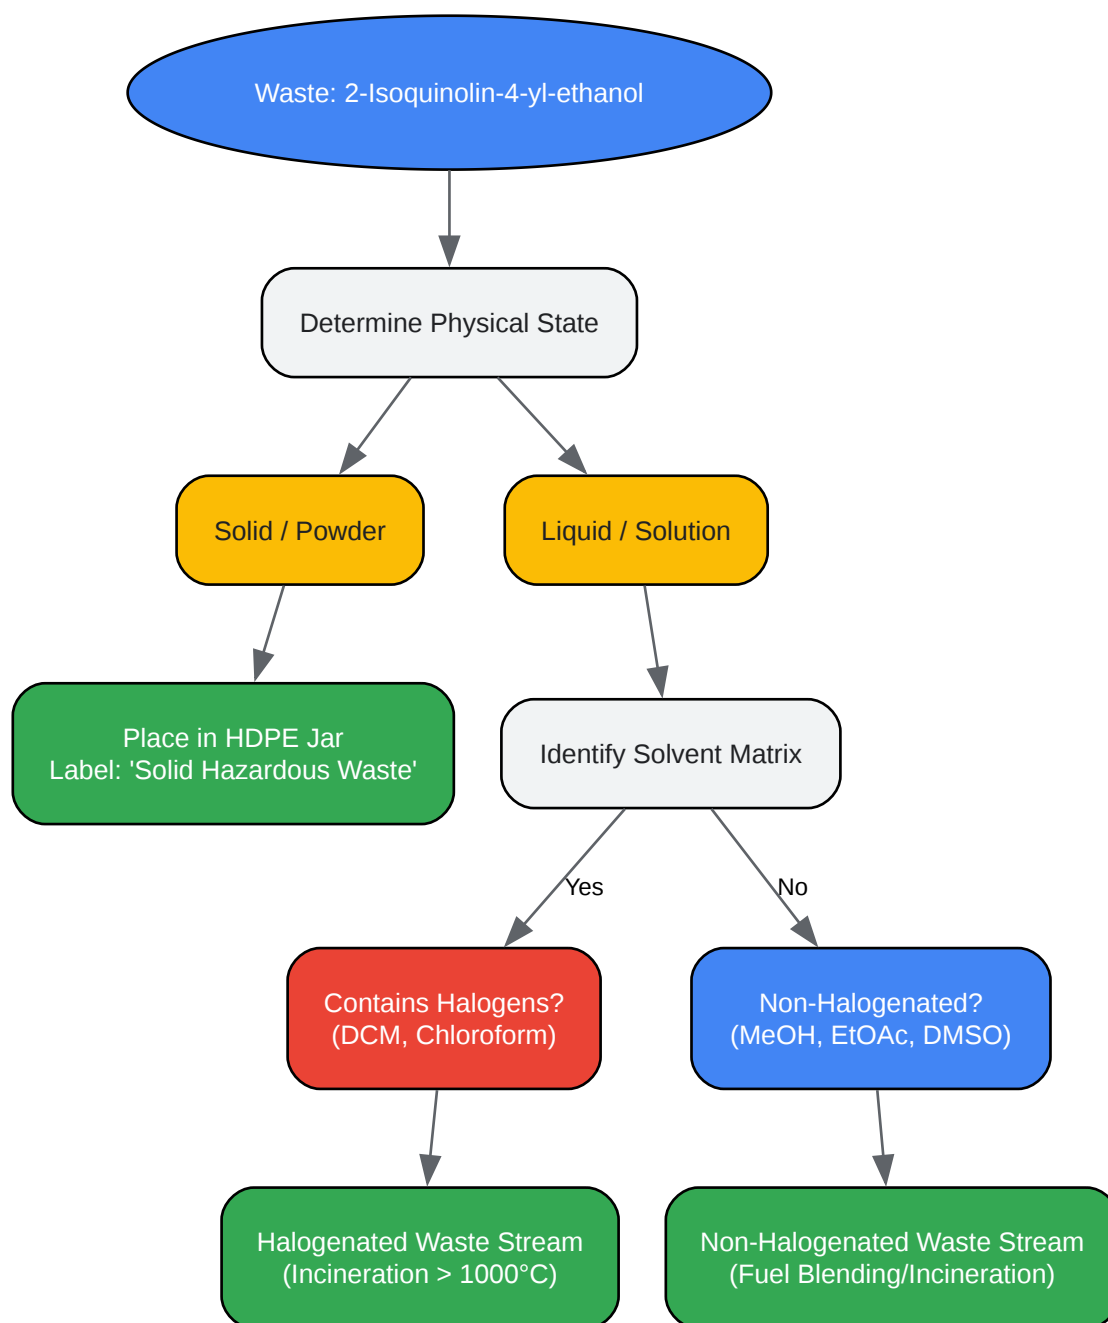 Waste: 2-Isoquinolin-4-yl-ethanol
Determine Physical State
Solid / Powder
Liquid / Solution
Place in HDPE Jar
Label: 'Solid Hazardous Waste'
Identify Solvent Matrix
Yes
No
Contains Halogens?
(DCM, Chloroform)
Non-Halogenated?
(MeOH, EtOAc, DMSO)
Halogenated Waste Stream
(Incineration > 1000°C)
Non-Halogenated Waste Stream
(Fuel Blending/Incineration)